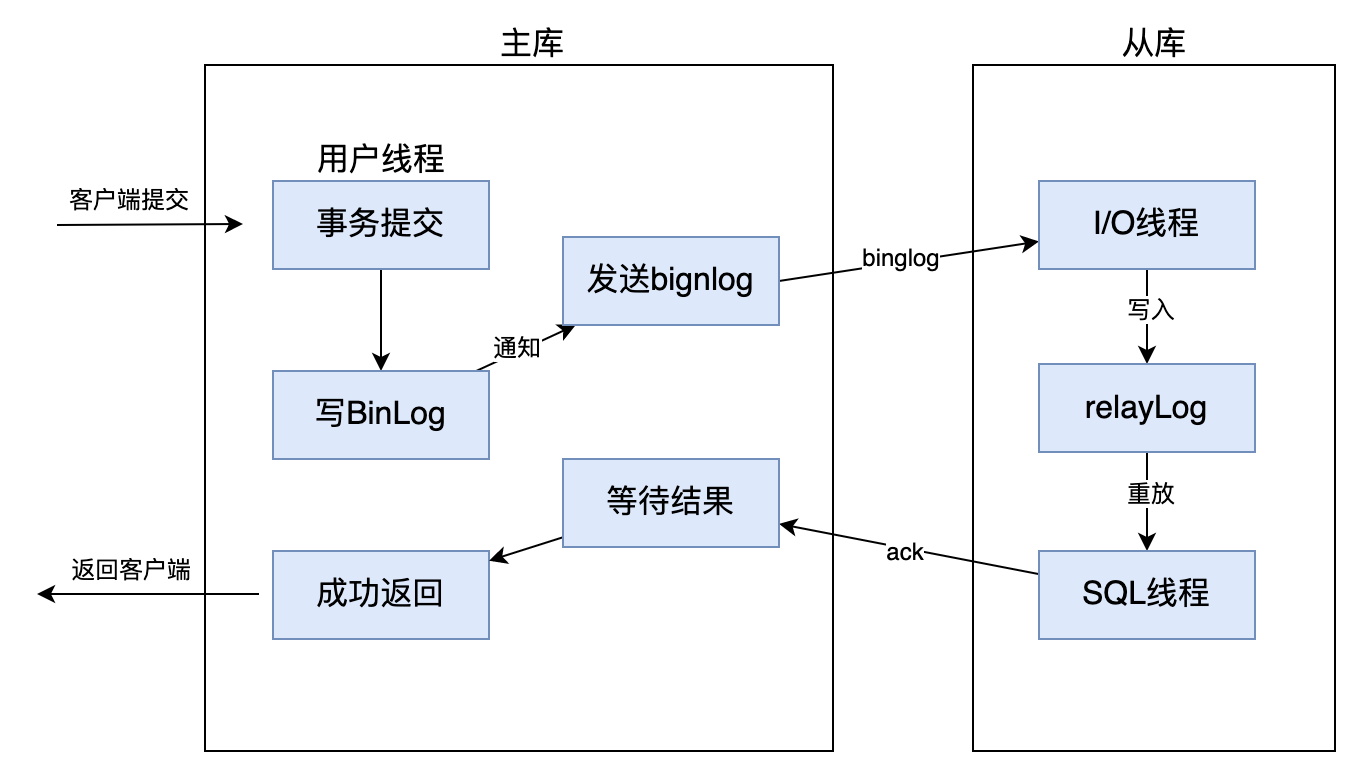 主库
从库
用户线程
客户端提交
事务提交
I/O线程
发送bignlog
binglog
写入
通知
写BinLog
relayLog
等待结果
重放
ack
返回客户端
成功返回
SQL线程